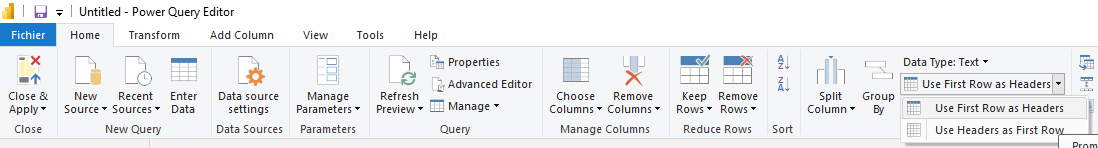 Untitled - Power Query Editor
Fichier Home Transform Add Column View Tools Help
Close & Apply
New Source
Recent Sources
Enter Data
Data source settings
Manage Parameters
Refresh Preview
Properties
Advanced Editor
Manage
Choose Columns
Remove Columns
Keep Rows
Remove Rows
Split Column
Group By
Data Type: Text
Use First Row as Headers
Use First Row as Headers
Use Headers as First Row
Close New Query Data Sources Parameters Query Manage Columns Reduce Rows Sort
Prom